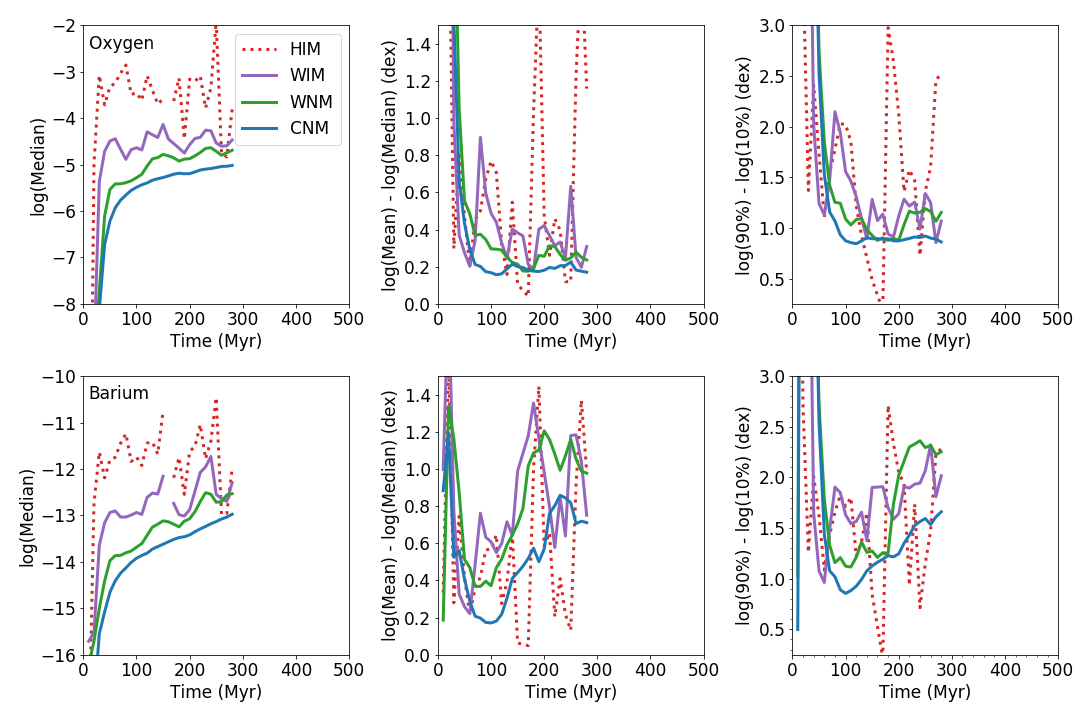 Oxygen
HIM
WIM
WNM
CNM
log(Median)
−2
−3
−4
−5
−6
−7
−8
0 100 200 300 400 500
Time (Myr)
log(Mean) - log(Median) (dex)
1.4
1.2
1.0
0.8
0.6
0.4
0.2
0.0
0 100 200 300 400 500
Time (Myr)
log(90%) - log(10%) (dex)
3.0
2.5
2.0
1.5
1.0
0.5
0 100 200 300 400 500
Time (Myr)
Barium
log(Median)
−10
−11
−12
−13
−14
−15
−16
0 100 200 300 400 500
Time (Myr)
log(Mean) - log(Median) (dex)
1.4
1.2
1.0
0.8
0.6
0.4
0.2
0.0
0 100 200 300 400 500
Time (Myr)
log(90%) - log(10%) (dex)
3.0
2.5
2.0
1.5
1.0
0.5
0 100 200 300 400 500
Time (Myr)